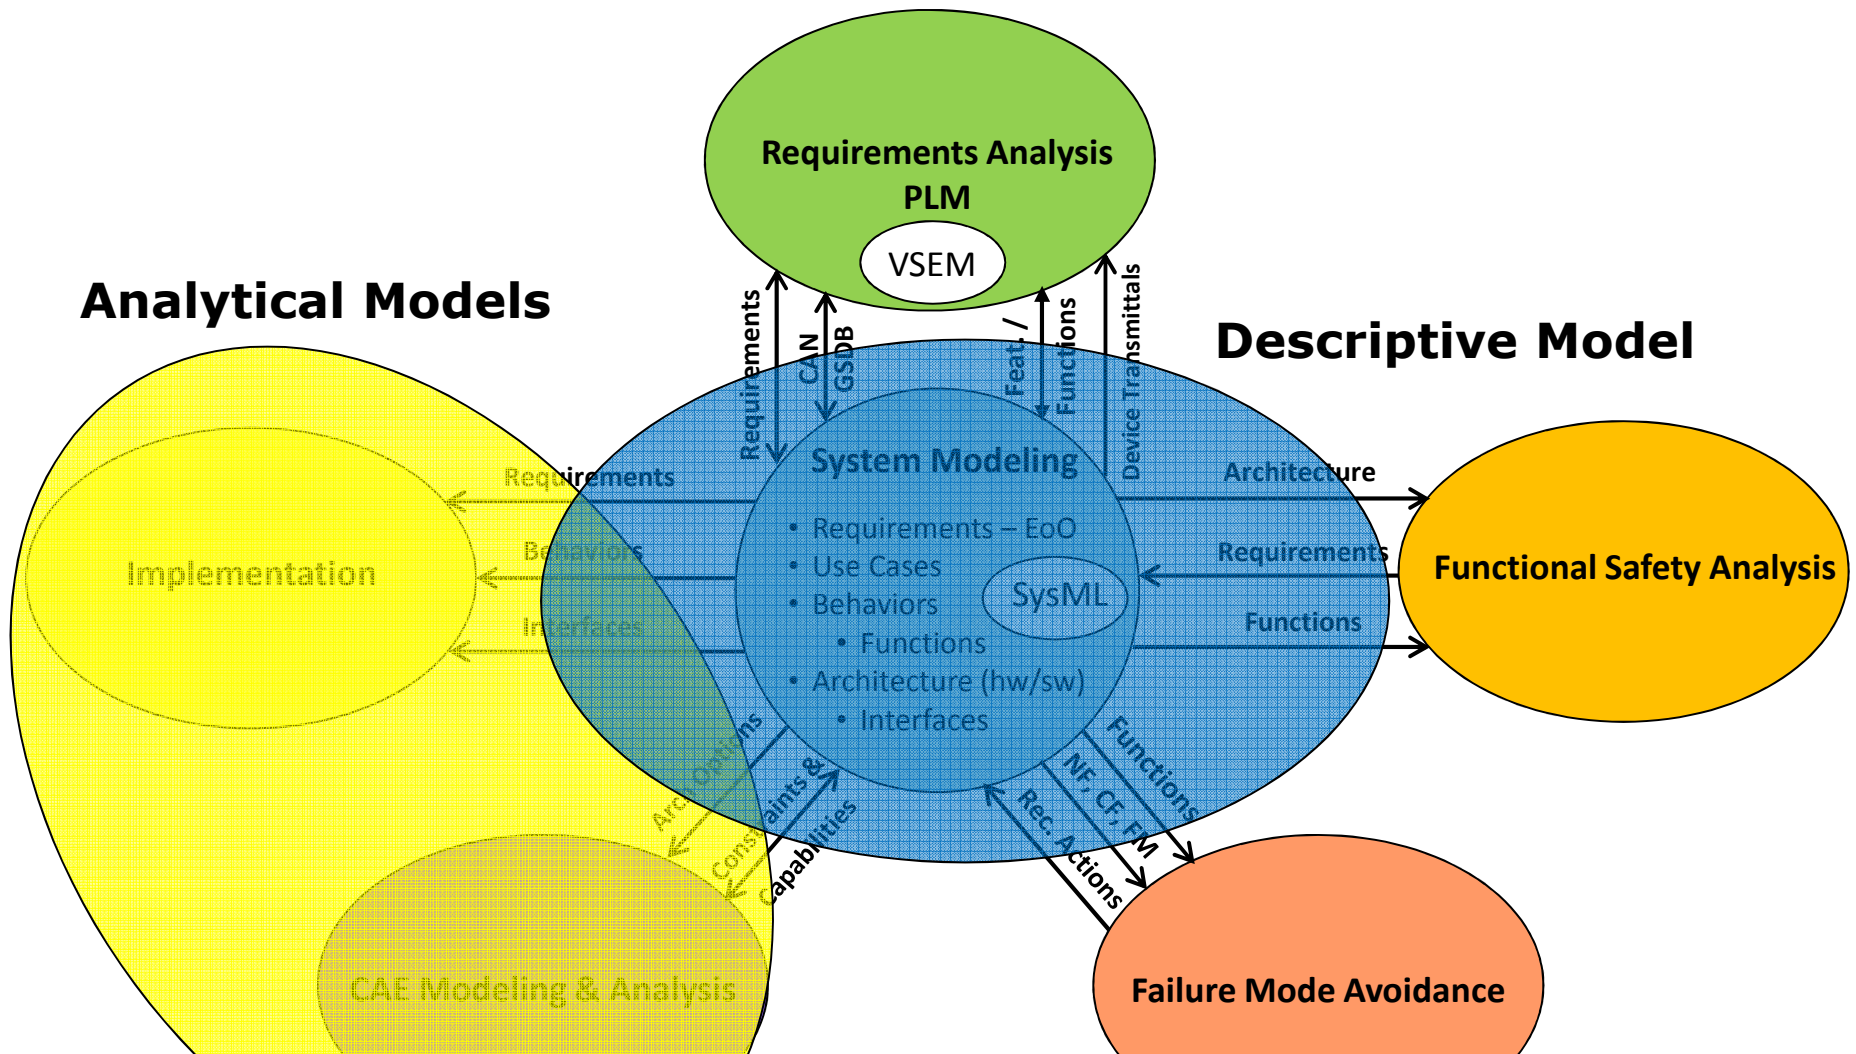 Requirements Analysis
PLM
VSEM
Analytical Models
Descriptive Model
Requirements
CAN
GSDB
Feat. /
Functions
Device Transmittals
System Modeling
• Requirements – EoO
• Use Cases
• Behaviors
• Functions
• Architecture (hw/sw)
• Interfaces
SysML
Requirements
Behaviors
Interfaces
Implementation
Architecture
Requirements
Functions
Functional Safety Analysis
Arch Options
Constraints &
Capabilities
Functions
NF, CF, FM
Rec. Actions
CAE Modeling & Analysis
Failure Mode Avoidance